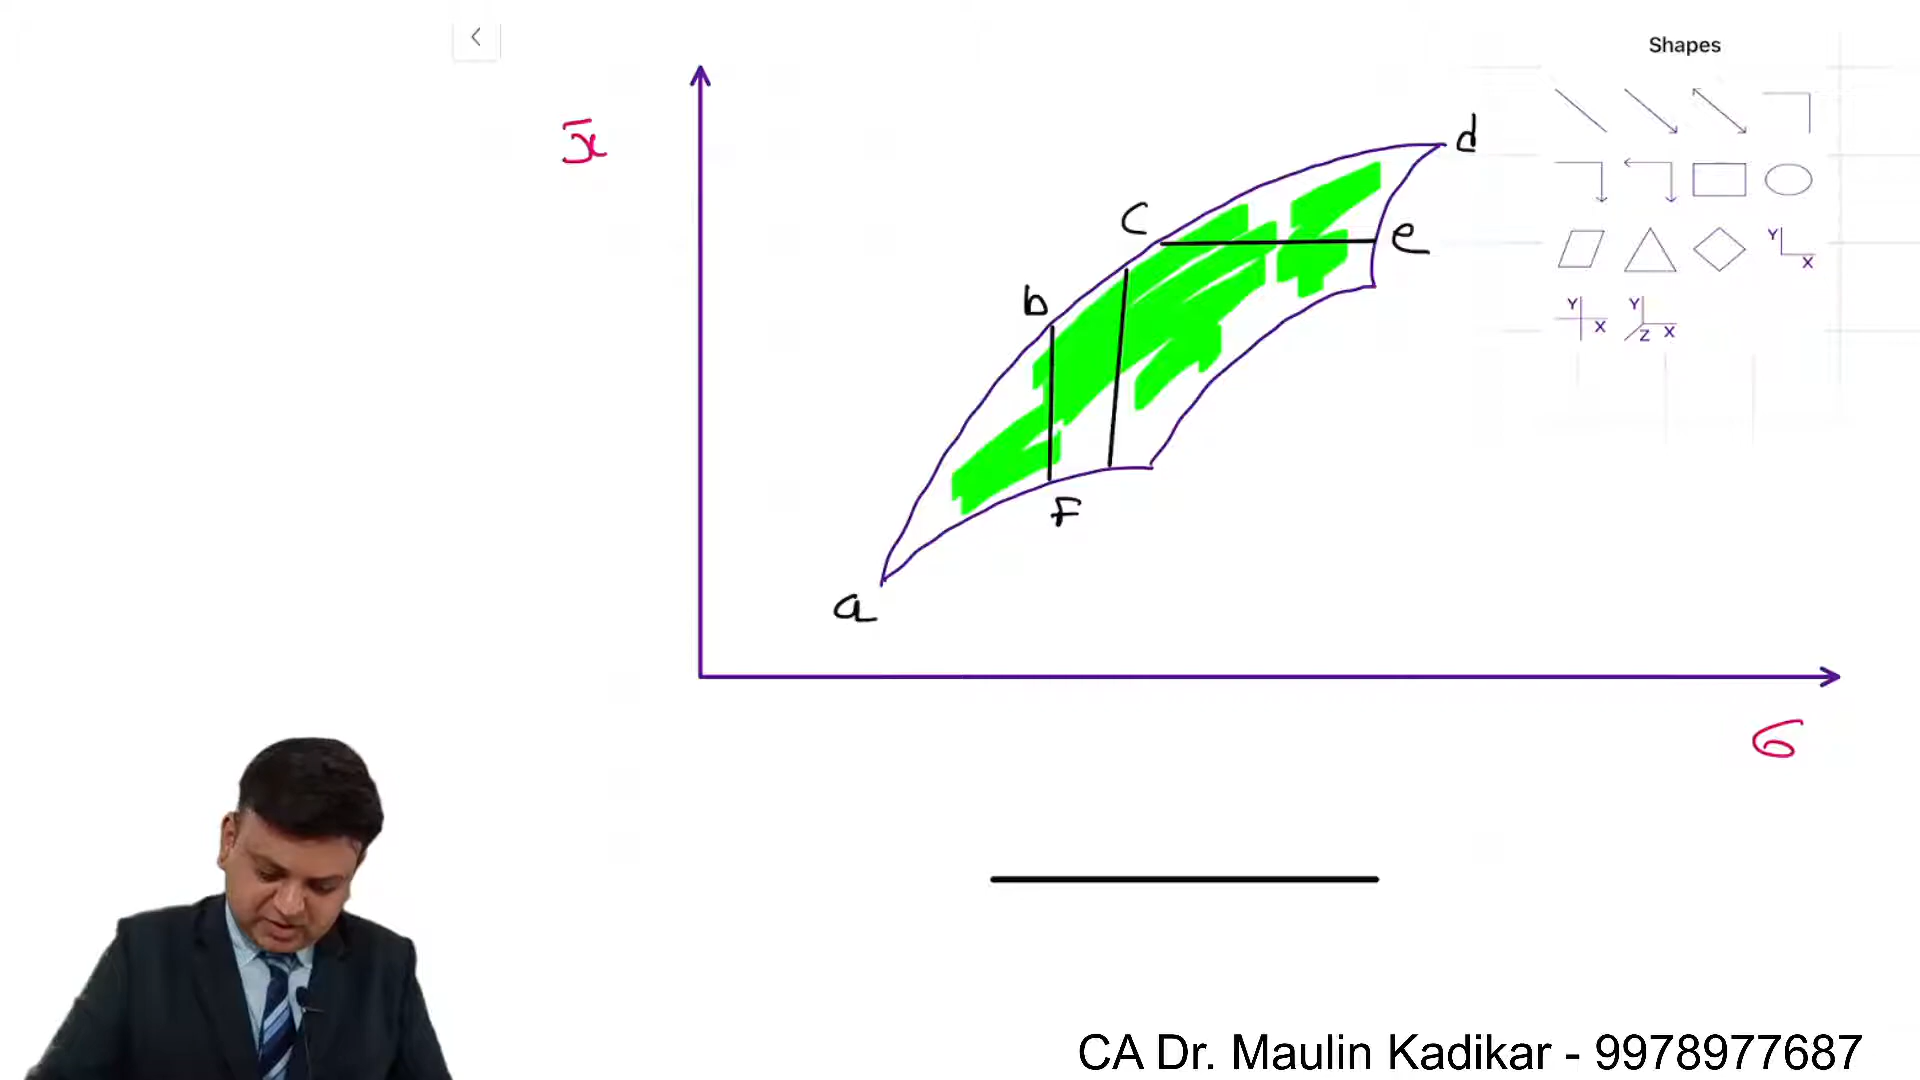 Shapes
x̄
d
c
e
b
Y
X
Y
X
Y
Z X
F
a
σ
CA Dr. Maulin Kadikar - 9978977687